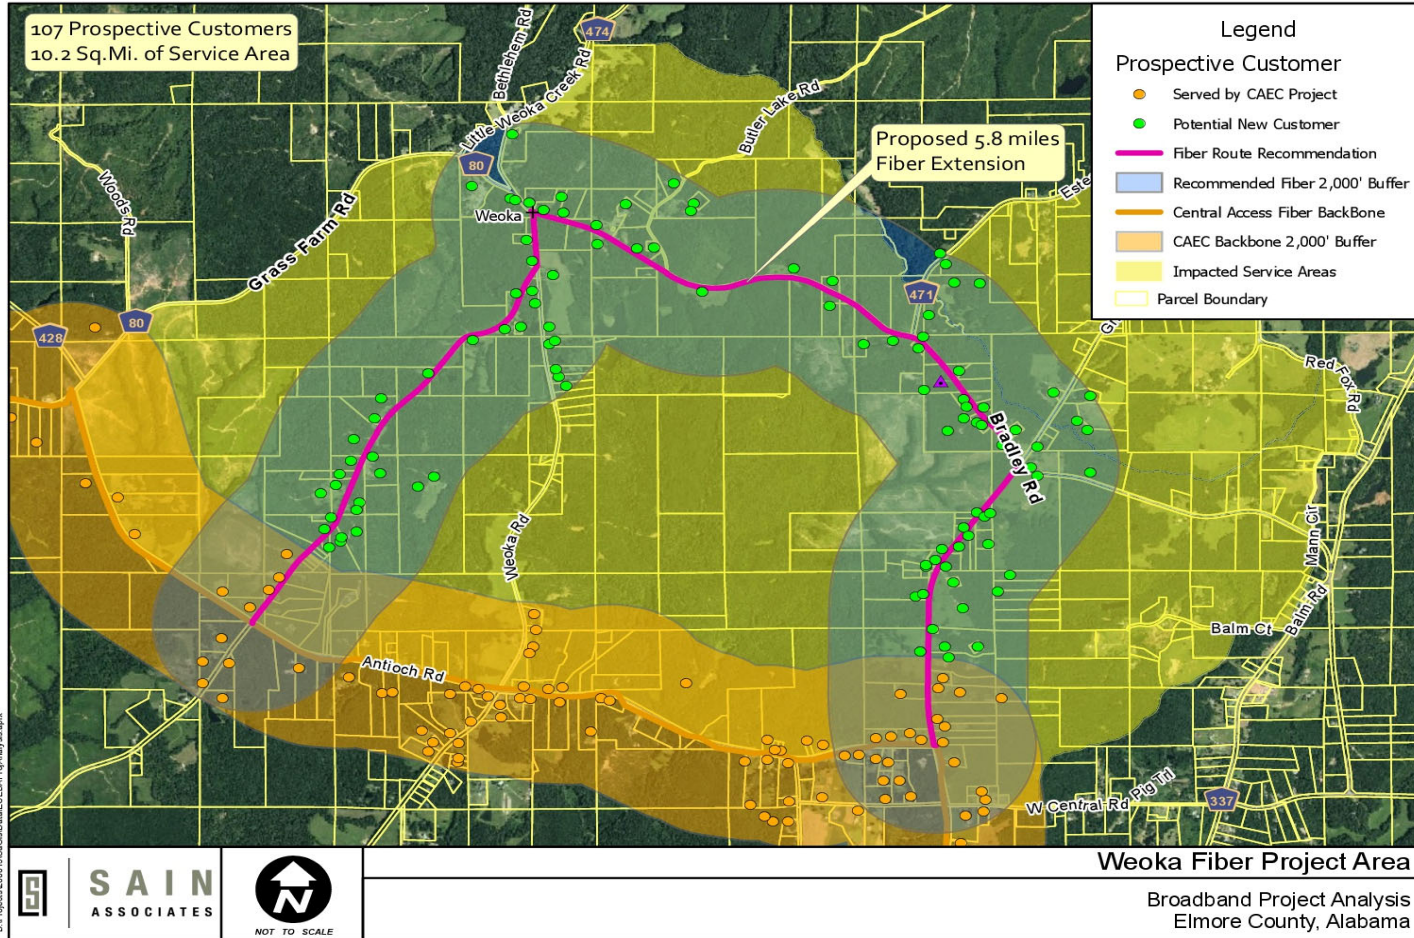 107 Prospective Customers
10.2 Sq.Mi. of Service Area
Legend
Prospective Customer
Served by CAEC Project
Potential New Customer
Fiber Route Recommendation
Recommended Fiber 2,000' Buffer
Central Access Fiber BackBone
CAEC Backbone 2,000' Buffer
Impacted Service Areas
Parcel Boundary
Proposed 5.8 miles
Fiber Extension
Bethlehem Rd
474
Little Weoka Creek Rd
Butler Lake Rd
80
Woods Rd
Weoka
Grass Farm Rd
471
428
80
Red Fox Rd
Bradley Rd
Weoka Rd
Mann Cir
Balm Rd
Balm Ct
Antioch Rd
W Central Rd
Pig Trl
337
SAIN
ASSOCIATES
N
NOT TO SCALE
Weoka Fiber Project Area
Broadband Project Analysis
Elmore County, Alabama